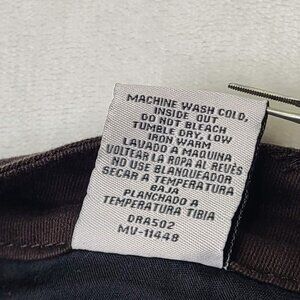 MACHINE WASH COLD,
INSIDE OUT
DO NOT BLEACH
TUMBLE DRY, LOW
IRON WARM
LAVADO A MAQUINA
VOLTEAR LA ROPA AL REVÉS
NO USE BLANQUEADOR
SECAR A TEMPERATURA
BAJA
PLANCHADO A
TEMPERATURA TIBIA
DRAS02
MV-11448